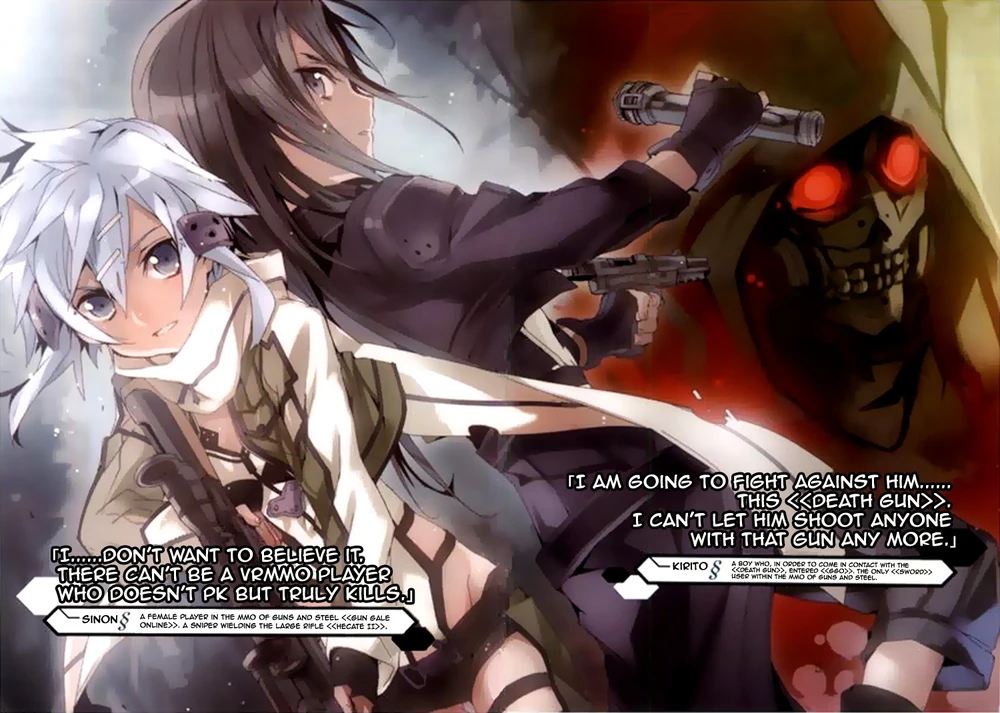 「I......DON'T WANT TO BELIEVE IT.
THERE CAN'T BE A VRMMO PLAYER
WHO DOESN'T PK BUT TRULY KILLS.」
SINON§
A FEMALE PLAYER IN THE MMO OF GUNS AND STEEL <<GUN GALE
ONLINE>>. A SNIPER WIELDING THE LARGE RIFLE <<HECATE II>>.
「I AM GOING TO FIGHT AGAINST HIM......
THIS <<DEATH GUN>>.
I CAN'T LET HIM SHOOT ANYONE
WITH THAT GUN ANY MORE.」
KIRITO§
A BOY WHO, IN ORDER TO COME IN CONTACT WITH THE
<<DEATH GUN>>, ENTERED <<GGO>>. THE ONLY <<SWORD>>
USER WITHIN THE MMO OF GUNS AND STEEL.